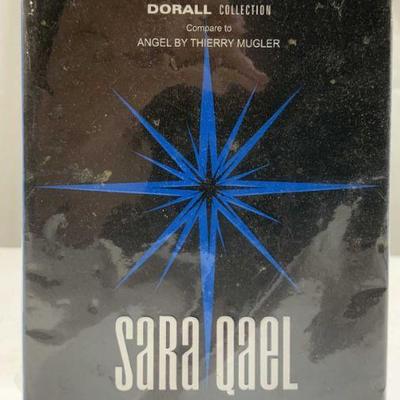 DORALL COLLECTION
Compare to
ANGEL BY THIERRY MUGLER
SaRa QaeL